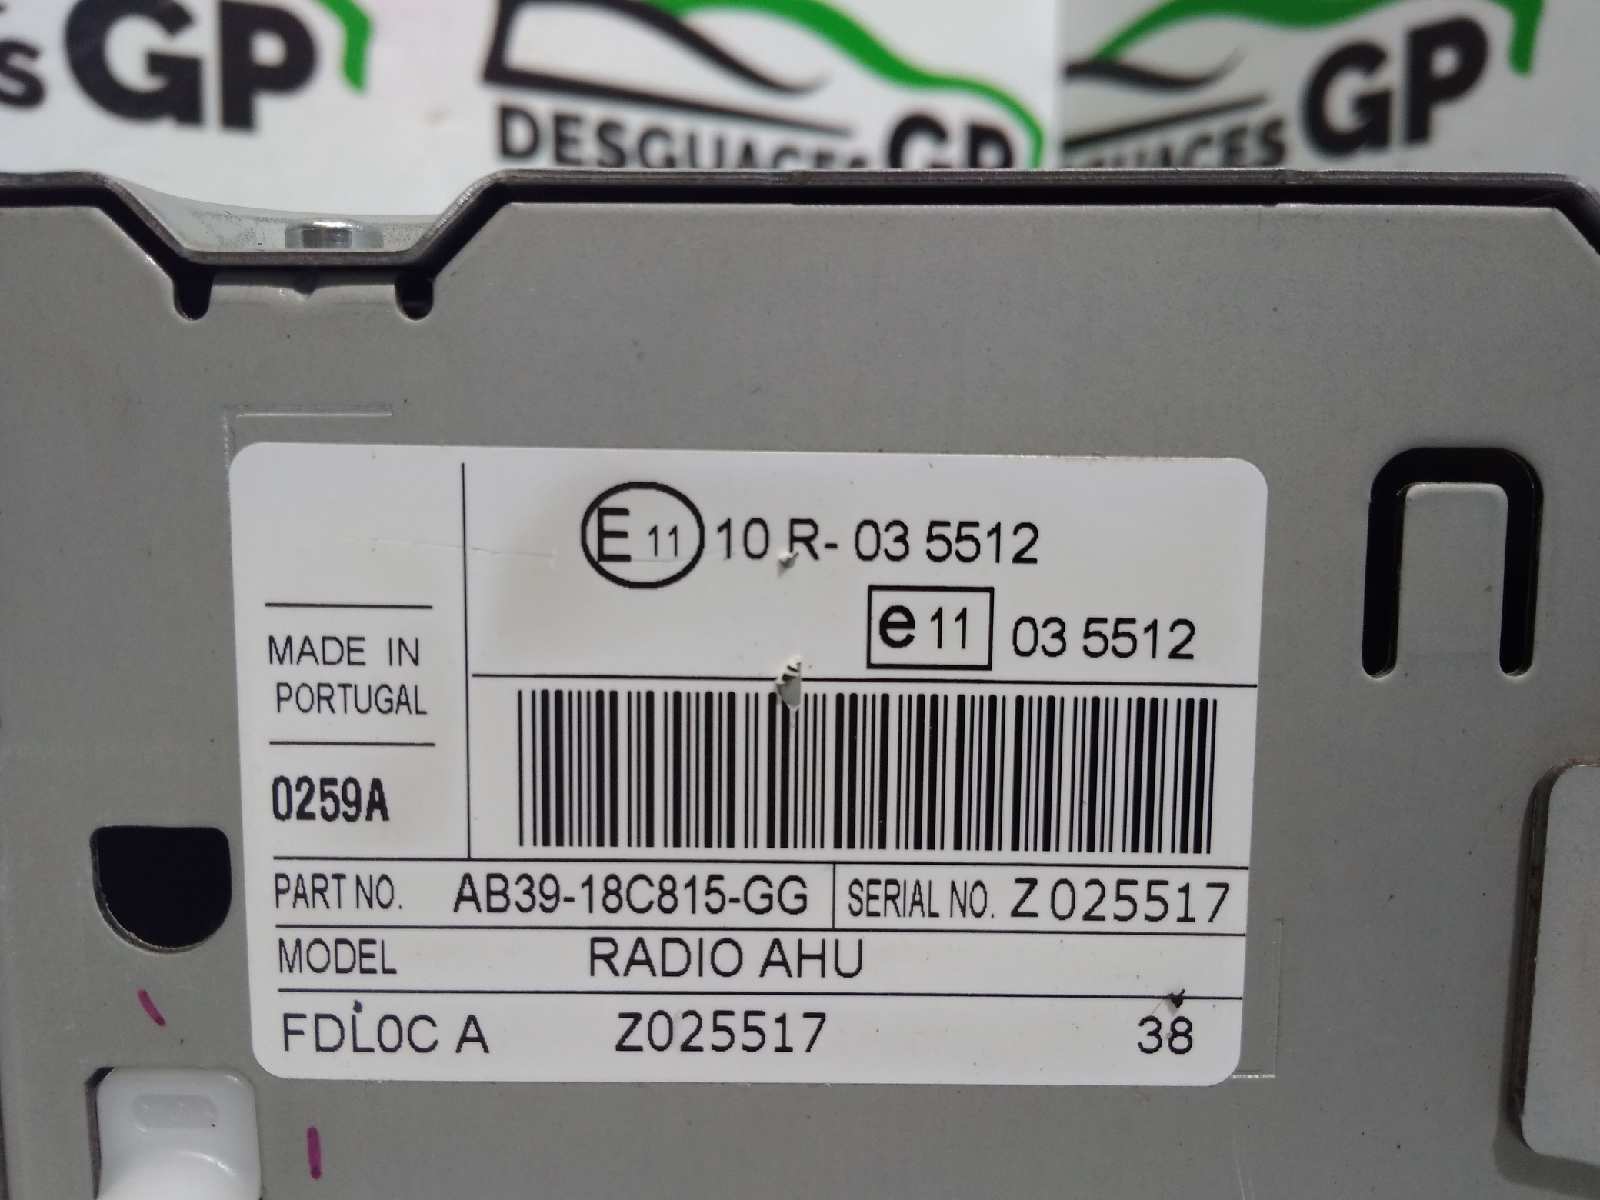 s GP
DESGUACES GP
GP
E 11 10 R- 03 5512
e 11 03 5512
MADE IN
PORTUGAL
0259A
PART NO. AB39-18C815-GG SERIAL NO. Z 025517
MODEL RADIO AHU
FDL0C A Z025517 38